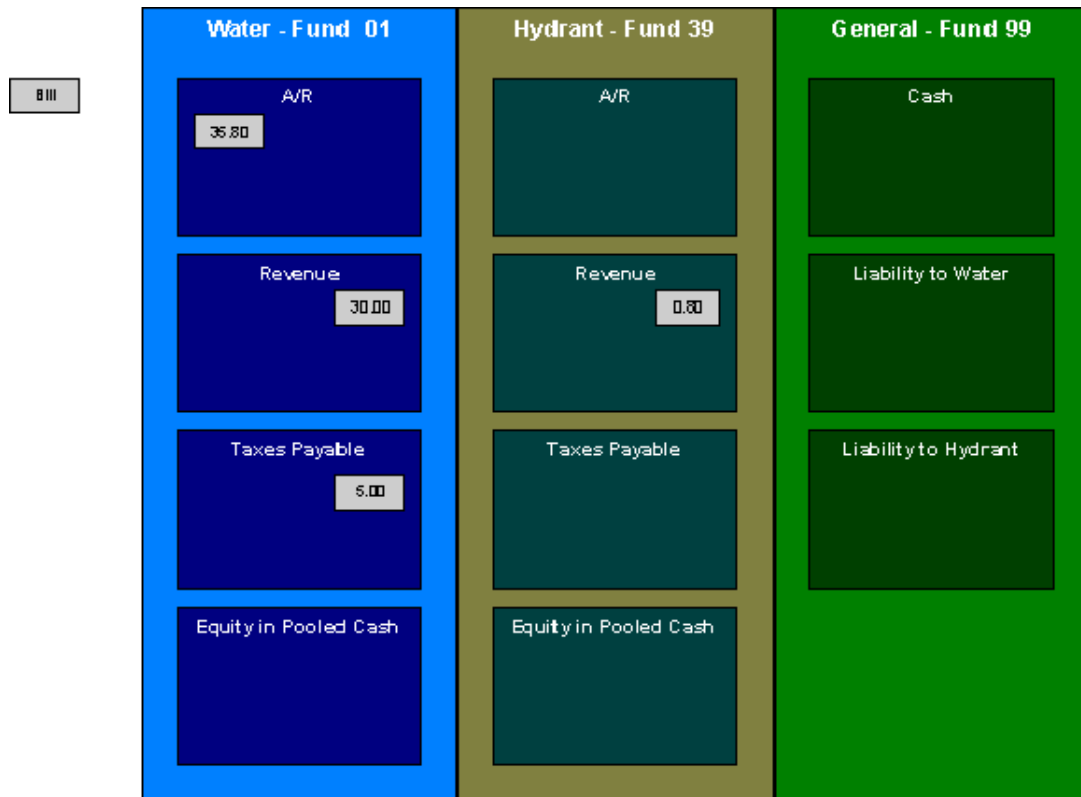 Water - Fund 01
Hydrant - Fund 39
General - Fund 99
Bill
A/R
A/R
Cash
35.80
Revenue
Revenue
Liability to Water
30.00
0.80
Taxes Payable
Taxes Payable
Liability to Hydrant
5.00
Equity in Pooled Cash
Equity in Pooled Cash